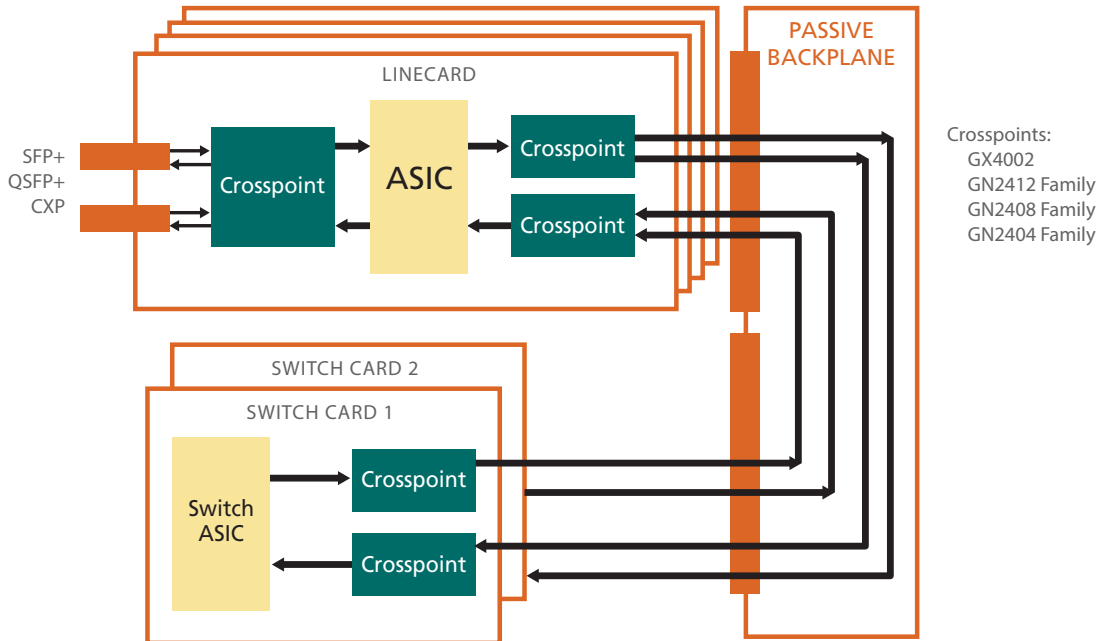 PASSIVE
BACKPLANE
LINECARD
SFP+
QSFP+
CXP
Crosspoint
ASIC
Crosspoint
Crosspoint
Crosspoints:
GX4002
GN2412 Family
GN2408 Family
GN2404 Family
SWITCH CARD 2
SWITCH CARD 1
Switch
ASIC
Crosspoint
Crosspoint